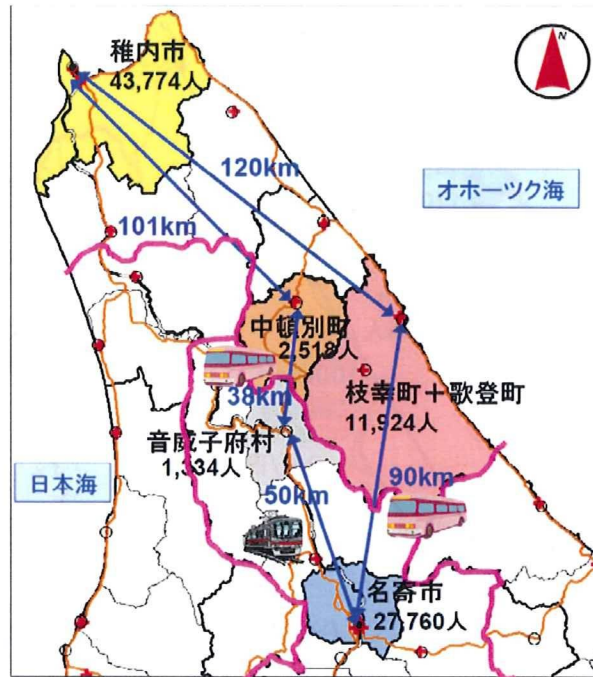 N
稚内市
43,774人
120km
オホーツク海
101km
中頓別町
2,518人
38km
枝幸町＋歌登町
11,924人
音威子府村
1,334人
90km
日本海
50km
名寄市
27,760人